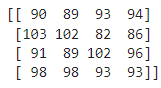 [[ 90  89  93  94]
 [103 102  82  86]
 [ 91  89 102  96]
 [ 98  98  93  93]]